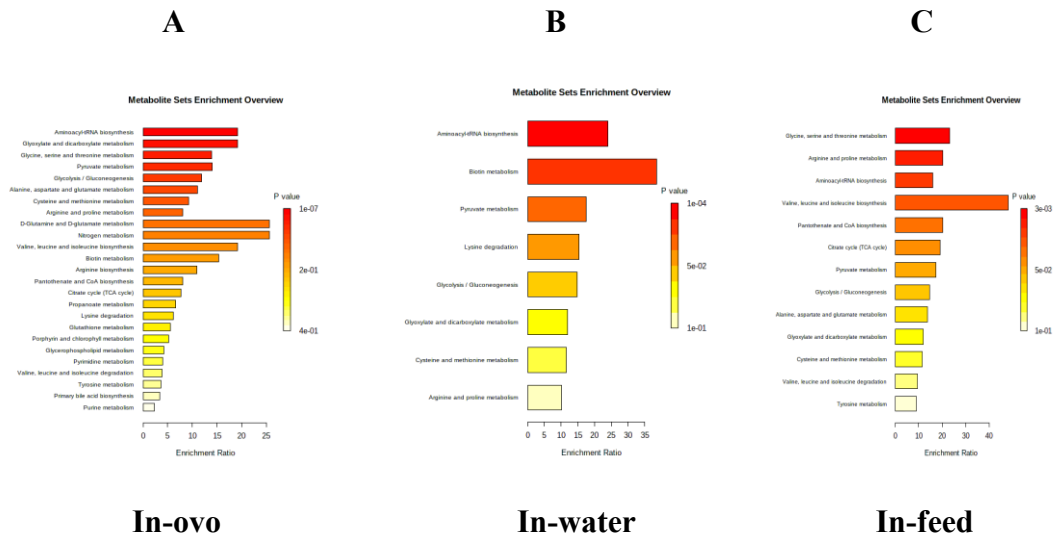 A
Metabolite Sets Enrichment Overview
Aminoacyl-tRNA biosynthesis
Glyoxylate and dicarboxylate metabolism
Glycine, serine and threonine metabolism
Pyruvate metabolism
Glycolysis / Gluconeogenesis
Alanine, aspartate and glutamate metabolism
Cysteine and methionine metabolism
Arginine and proline metabolism
D-Glutamine and D-glutamate metabolism
Nitrogen metabolism
Valine, leucine and isoleucine biosynthesis
Biotin metabolism
Arginine biosynthesis
Pantothenate and CoA biosynthesis
Citrate cycle (TCA cycle)
Propanoate metabolism
Lysine degradation
Glutathione metabolism
Porphyrin and chlorophyll metabolism
Glycerophospholipid metabolism
Pyrimidine metabolism
Valine, leucine and isoleucine degradation
Tyrosine metabolism
Primary bile acid biosynthesis
Purine metabolism
0 5 10 15 20 25
Enrichment Ratio
P value
1e-07
2e-01
4e-01
In-ovo
B
Metabolite Sets Enrichment Overview
Aminoacyl-tRNA biosynthesis
Biotin metabolism
Pyruvate metabolism
Lysine degradation
Glycolysis / Gluconeogenesis
Glyoxylate and dicarboxylate metabolism
Cysteine and methionine metabolism
Arginine and proline metabolism
0 5 10 15 20 25 30 35
Enrichment Ratio
P value
1e-04
5e-02
1e-01
In-water
C
Metabolite Sets Enrichment Overview
Glycine, serine and threonine metabolism
Arginine and proline metabolism
Aminoacyl-tRNA biosynthesis
Valine, leucine and isoleucine biosynthesis
Pantothenate and CoA biosynthesis
Citrate cycle (TCA cycle)
Pyruvate metabolism
Glycolysis / Gluconeogenesis
Alanine, aspartate and glutamate metabolism
Glyoxylate and dicarboxylate metabolism
Cysteine and methionine metabolism
Valine, leucine and isoleucine degradation
Tyrosine metabolism
0 10 20 30 40
Enrichment Ratio
P value
3e-03
5e-02
1e-01
In-feed